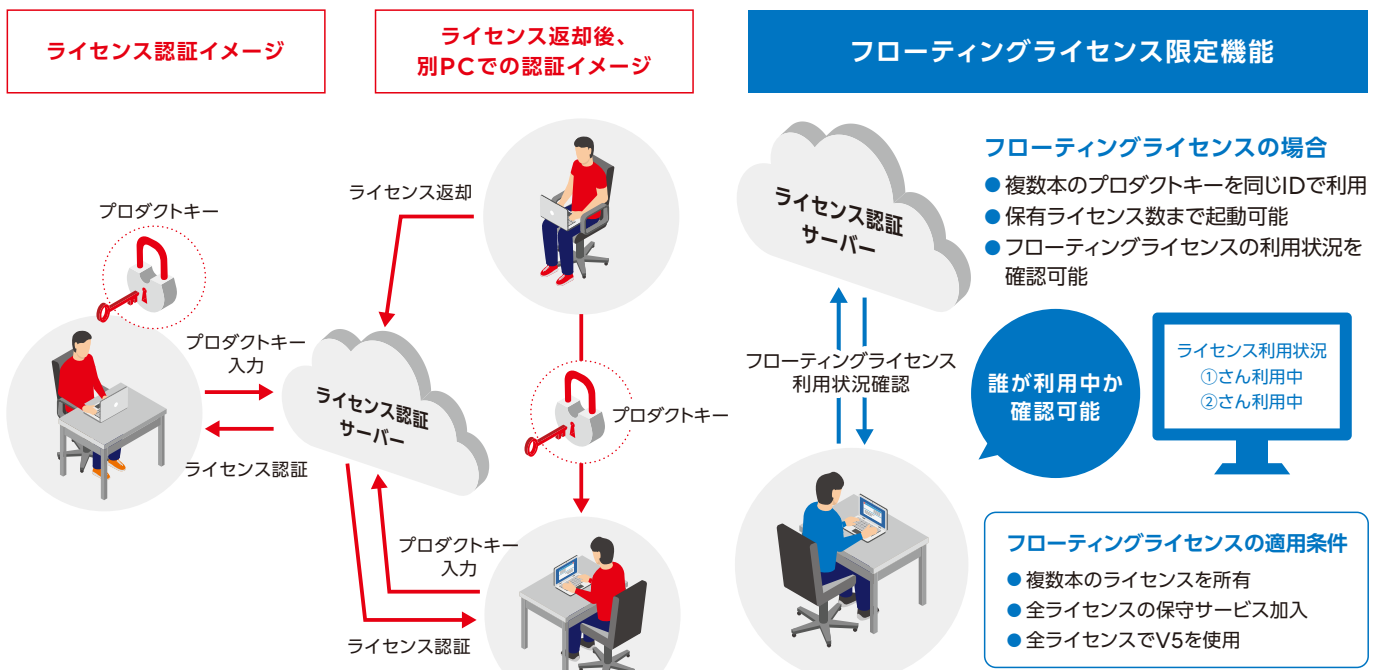 ライセンス認証イメージ
ライセンス返却後、
別PCでの認証イメージ
プロダクトキー
プロダクトキー
入力
ライセンス認証
ライセンス認証
サーバー
ライセンス返却
プロダクトキー
プロダクトキー
入力
ライセンス認証
フローティングライセンス限定機能
ライセンス認証
サーバー
フローティングライセンス
利用状況確認
フローティングライセンスの場合
●複数本のプロダクトキーを同じIDで利用
●保有ライセンス数まで起動可能
●フローティングライセンスの利用状況を
確認可能
誰が利用中か
確認可能
ライセンス利用状況
①さん利用中
②さん利用中
フローティングライセンスの適用条件
●複数本のライセンスを所有
●全ライセンスの保守サービス加入
●全ライセンスでV5を使用